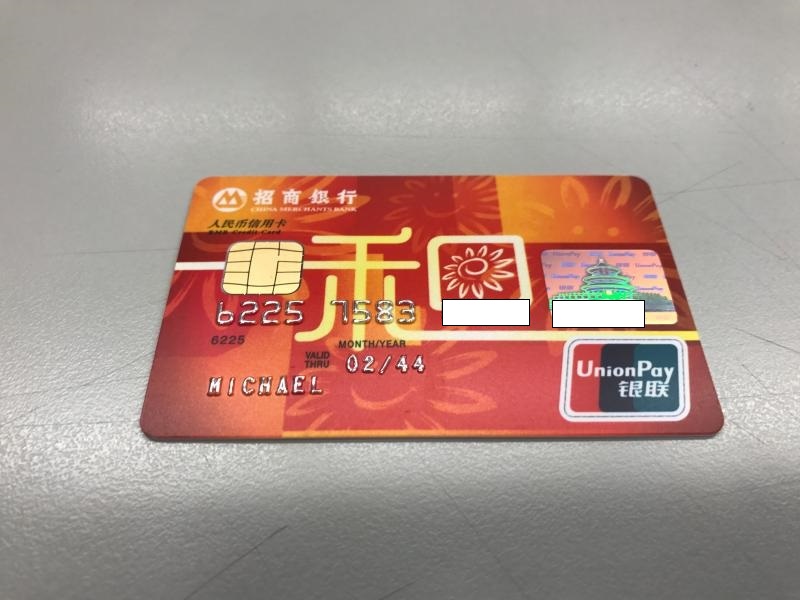 招商银行
CHINA MERCHANTS BANK
人民币信用卡
RMB Credit Card
和
6225 7583
6225
MONTH/YEAR
VALID THRU 02/44
MICHAEL
UnionPay
银联